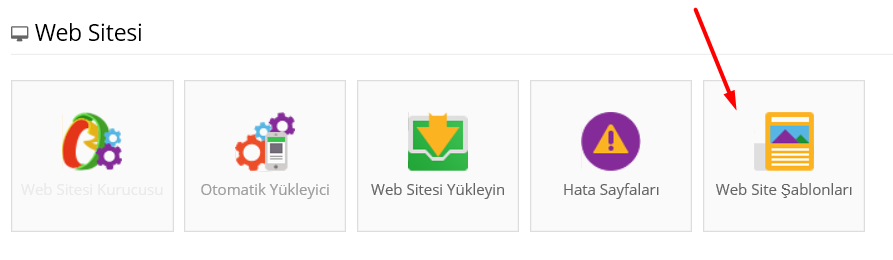 Web Sitesi
Web Sitesi Kurucusu
Otomatik Yükleyici
Web Sitesi Yükleyin
Hata Sayfaları
Web Site Şablonları